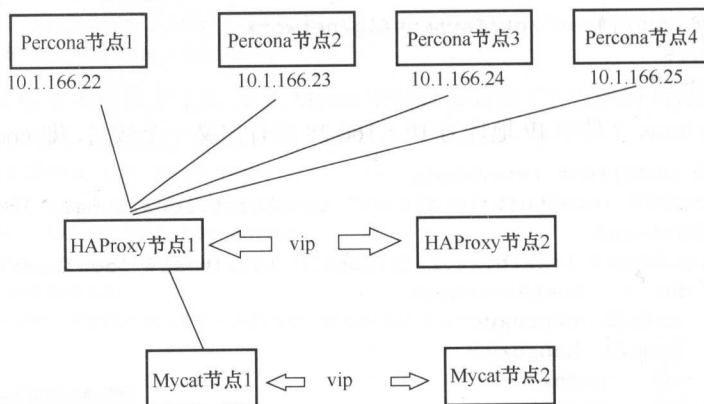 Percona节点1
Percona节点2
Percona节点3
Percona节点4
10.1.166.22
10.1.166.23
10.1.166.24
10.1.166.25
HAProxy节点1
vip
HAProxy节点2
Mycat节点1
vip
Mycat节点2